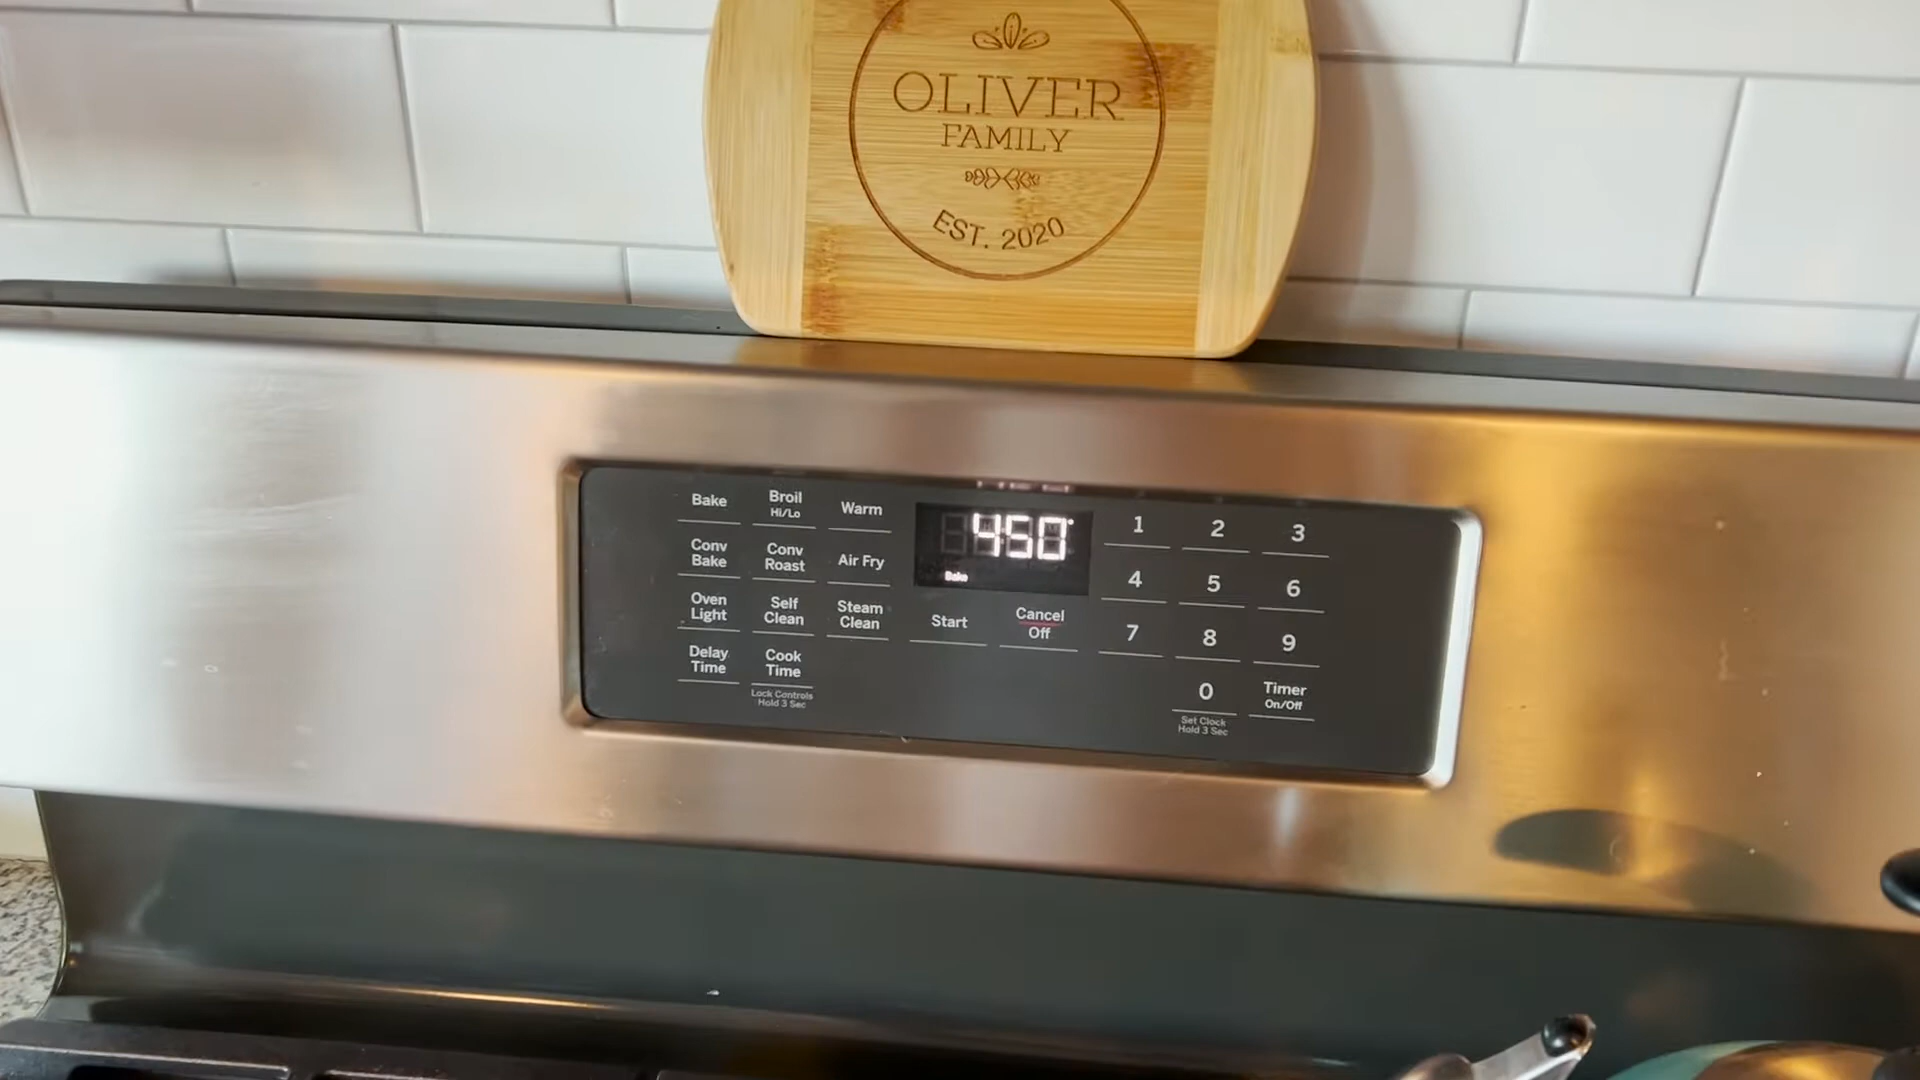 OLIVER
FAMILY
EST. 2020
Bake
Broil
Hi/Lo
Warm
Conv
Bake
Conv
Roast
Air Fry
Oven
Light
Self
Clean
Steam
Clean
Delay
Time
Cook
Time
Lock Controls
Hold 3 Sec
450°
Bake
Start
Cancel
Off
1 2 3
4 5 6
7 8 9
0
Set Clock
Hold 3 Sec
Timer
On/Off